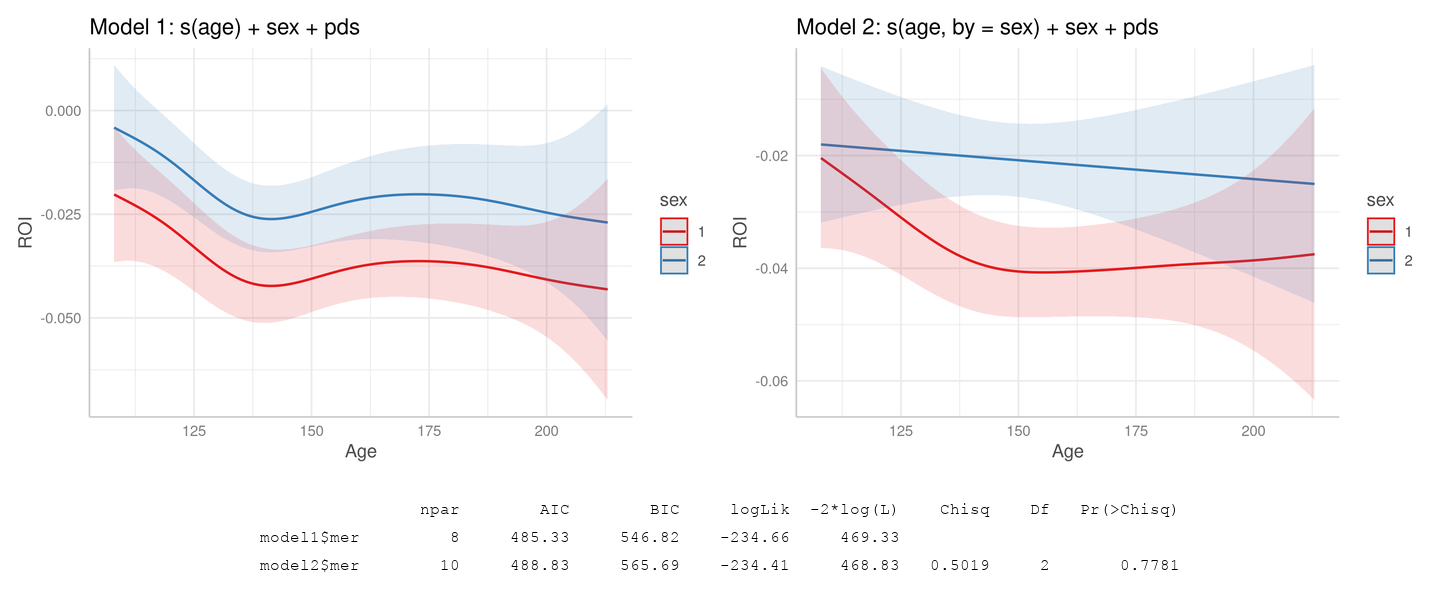 Model 1: s(age) + sex + pds
0.000
-0.025
-0.050
ROI
125 150 175 200
Age
sex
1
2
Model 2: s(age, by = sex) + sex + pds
-0.02
-0.04
-0.06
ROI
125 150 175 200
Age
sex
1
2
npar AIC BIC logLik -2*log(L) Chisq Df Pr(>Chisq)
model1$mer 8 485.33 546.82 -234.66 469.33
model2$mer 10 488.83 565.69 -234.41 468.83 0.5019 2 0.7781